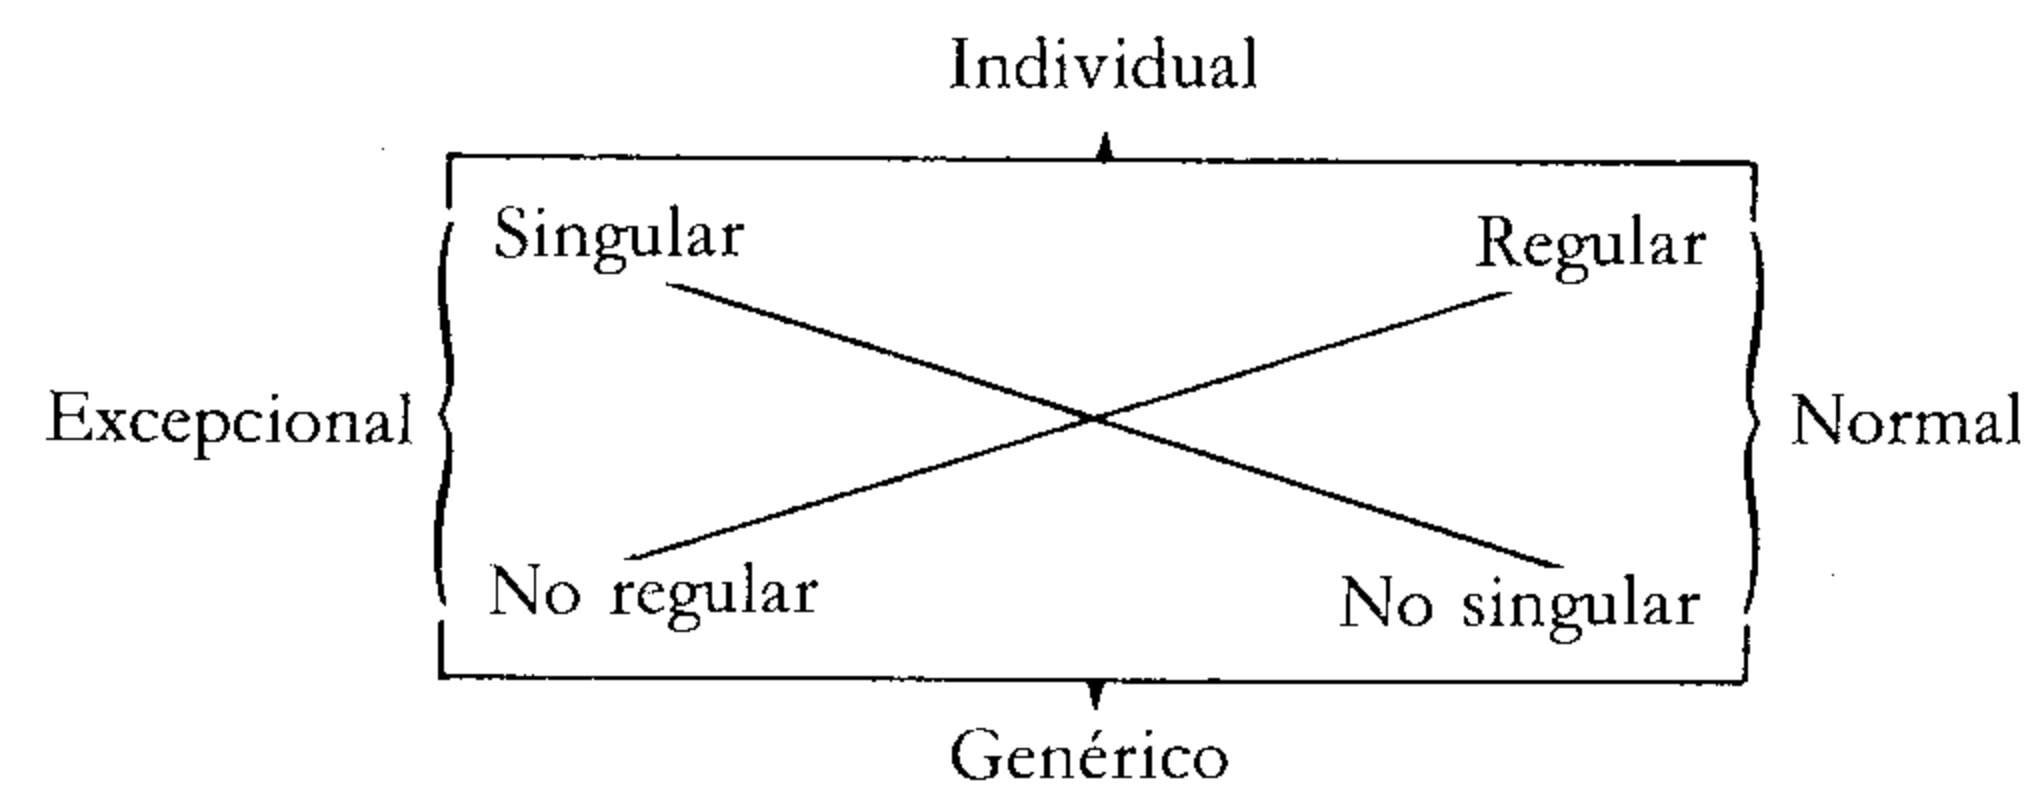 Individual
Singular Regular
Excepcional Normal
No regular No singular
Genérico